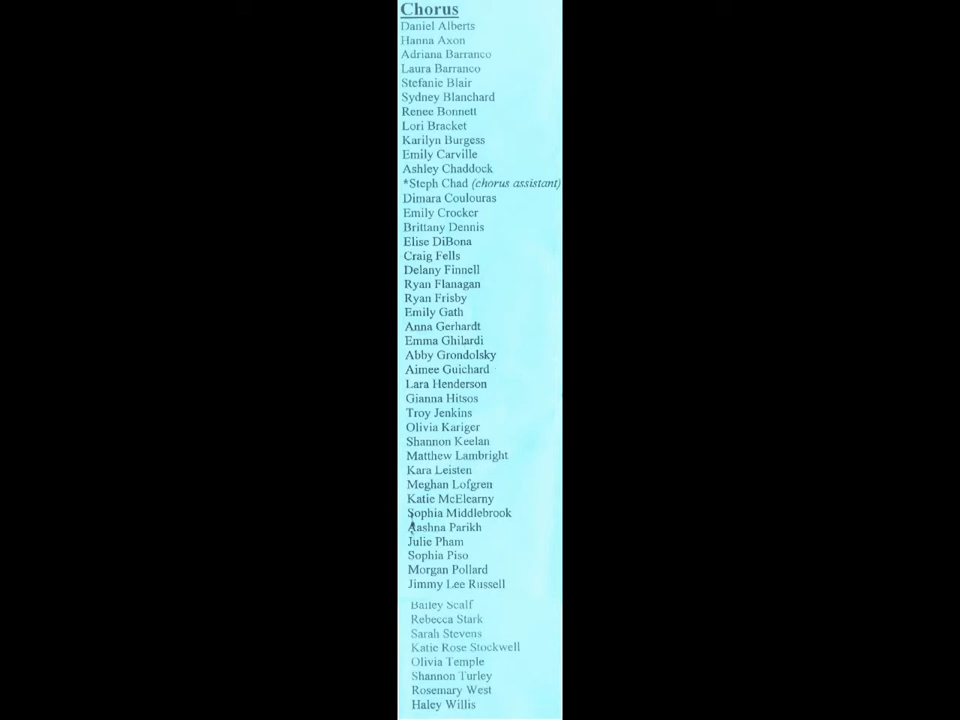 Chorus
Daniel Alberts
Hanna Axon
Adriana Barranco
Laura Barranco
Stefanie Blair
Sydney Blanchard
Renee Bonnett
Lori Bracket
Karilyn Burgess
Emily Carville
Ashley Chaddock
*Steph Chad (chorus assistant)
Dimara Coulouras
Emily Crocker
Brittany Dennis
Elise DiBona
Craig Fells
Delany Finnell
Ryan Flanagan
Ryan Frisby
Emily Gath
Anna Gerhardt
Emma Ghilardi
Abby Grondolsky
Aimee Guichard
Lara Henderson
Gianna Hitsos
Troy Jenkins
Olivia Kariger
Shannon Keelan
Matthew Lambright
Kara Leisten
Meghan Lofgren
Katie McElearny
Sophia Middlebrook
Aashna Parikh
Julie Pham
Sophia Piso
Morgan Pollard
Jimmy Lee Russell
Bailey Scalf
Rebecca Stark
Sarah Stevens
Katie Rose Stockwell
Olivia Temple
Shannon Turley
Rosemary West
Haley Willis